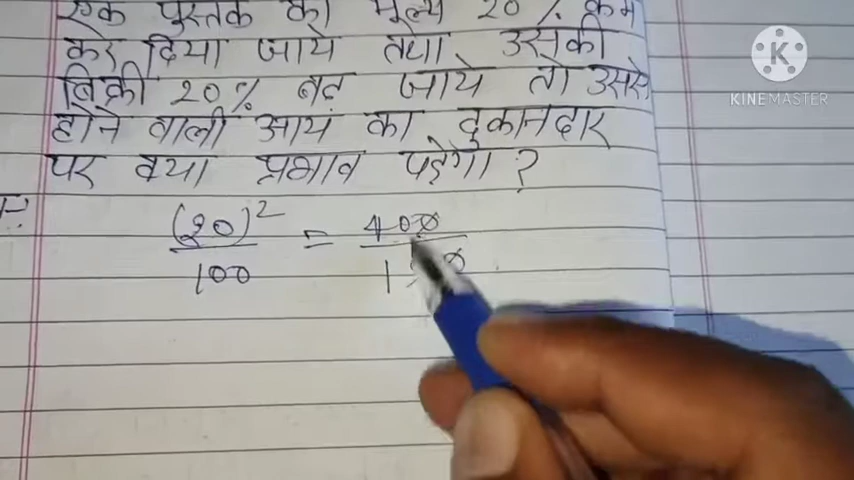 एक पुस्तक का मूल्य 20 % कम
कर दिया जाये तथा उसकी
बिक्री 20 % बढ़ जाये तो उससे
होने वाली आय का दुकानदार
पर क्या प्रभाव पड़ेगा ?
(20)² / 100 = 400 / 100
KINEMASTER